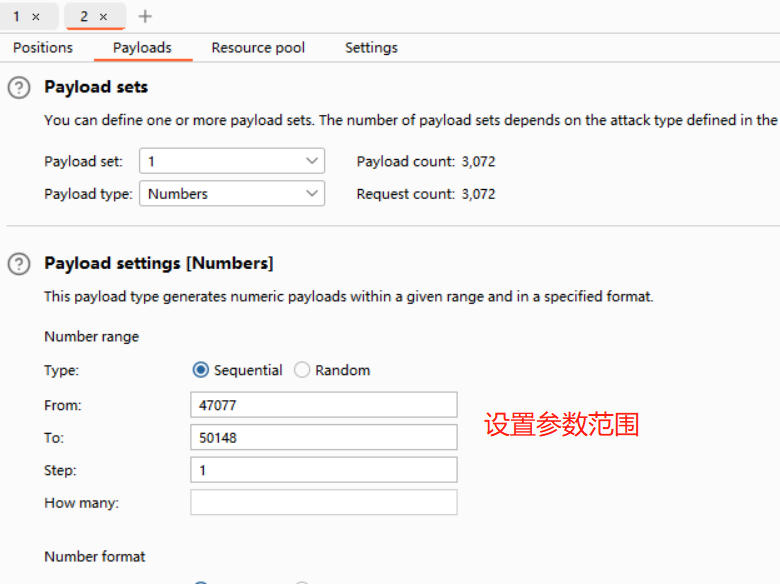 1 × 2 × +
Positions Payloads Resource pool Settings
? Payload sets
You can define one or more payload sets. The number of payload sets depends on the attack type defined in the
Payload set: 1 Payload count: 3,072
Payload type: Numbers Request count: 3,072
? Payload settings [Numbers]
This payload type generates numeric payloads within a given range and in a specified format.
Number range
Type: Sequential Random
From: 47077
设置参数范围
To: 50148
Step: 1
How many:
Number format